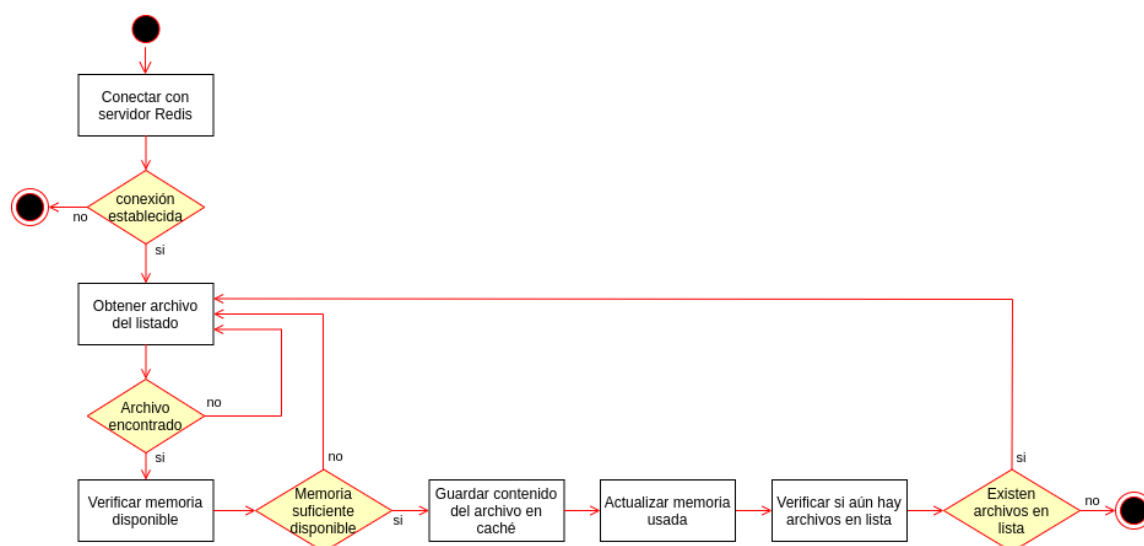 Conectar con
servidor Redis
conexión
establecida
no
si
Obtener archivo
del listado
Archivo
encontrado
no
si
Verificar memoria
disponible
no
Memoria
suficiente
disponible
si
Guardar contenido
del archivo en
caché
Actualizar memoria
usada
Verificar si aún hay
archivos en lista
si
Existen
archivos en
lista
no